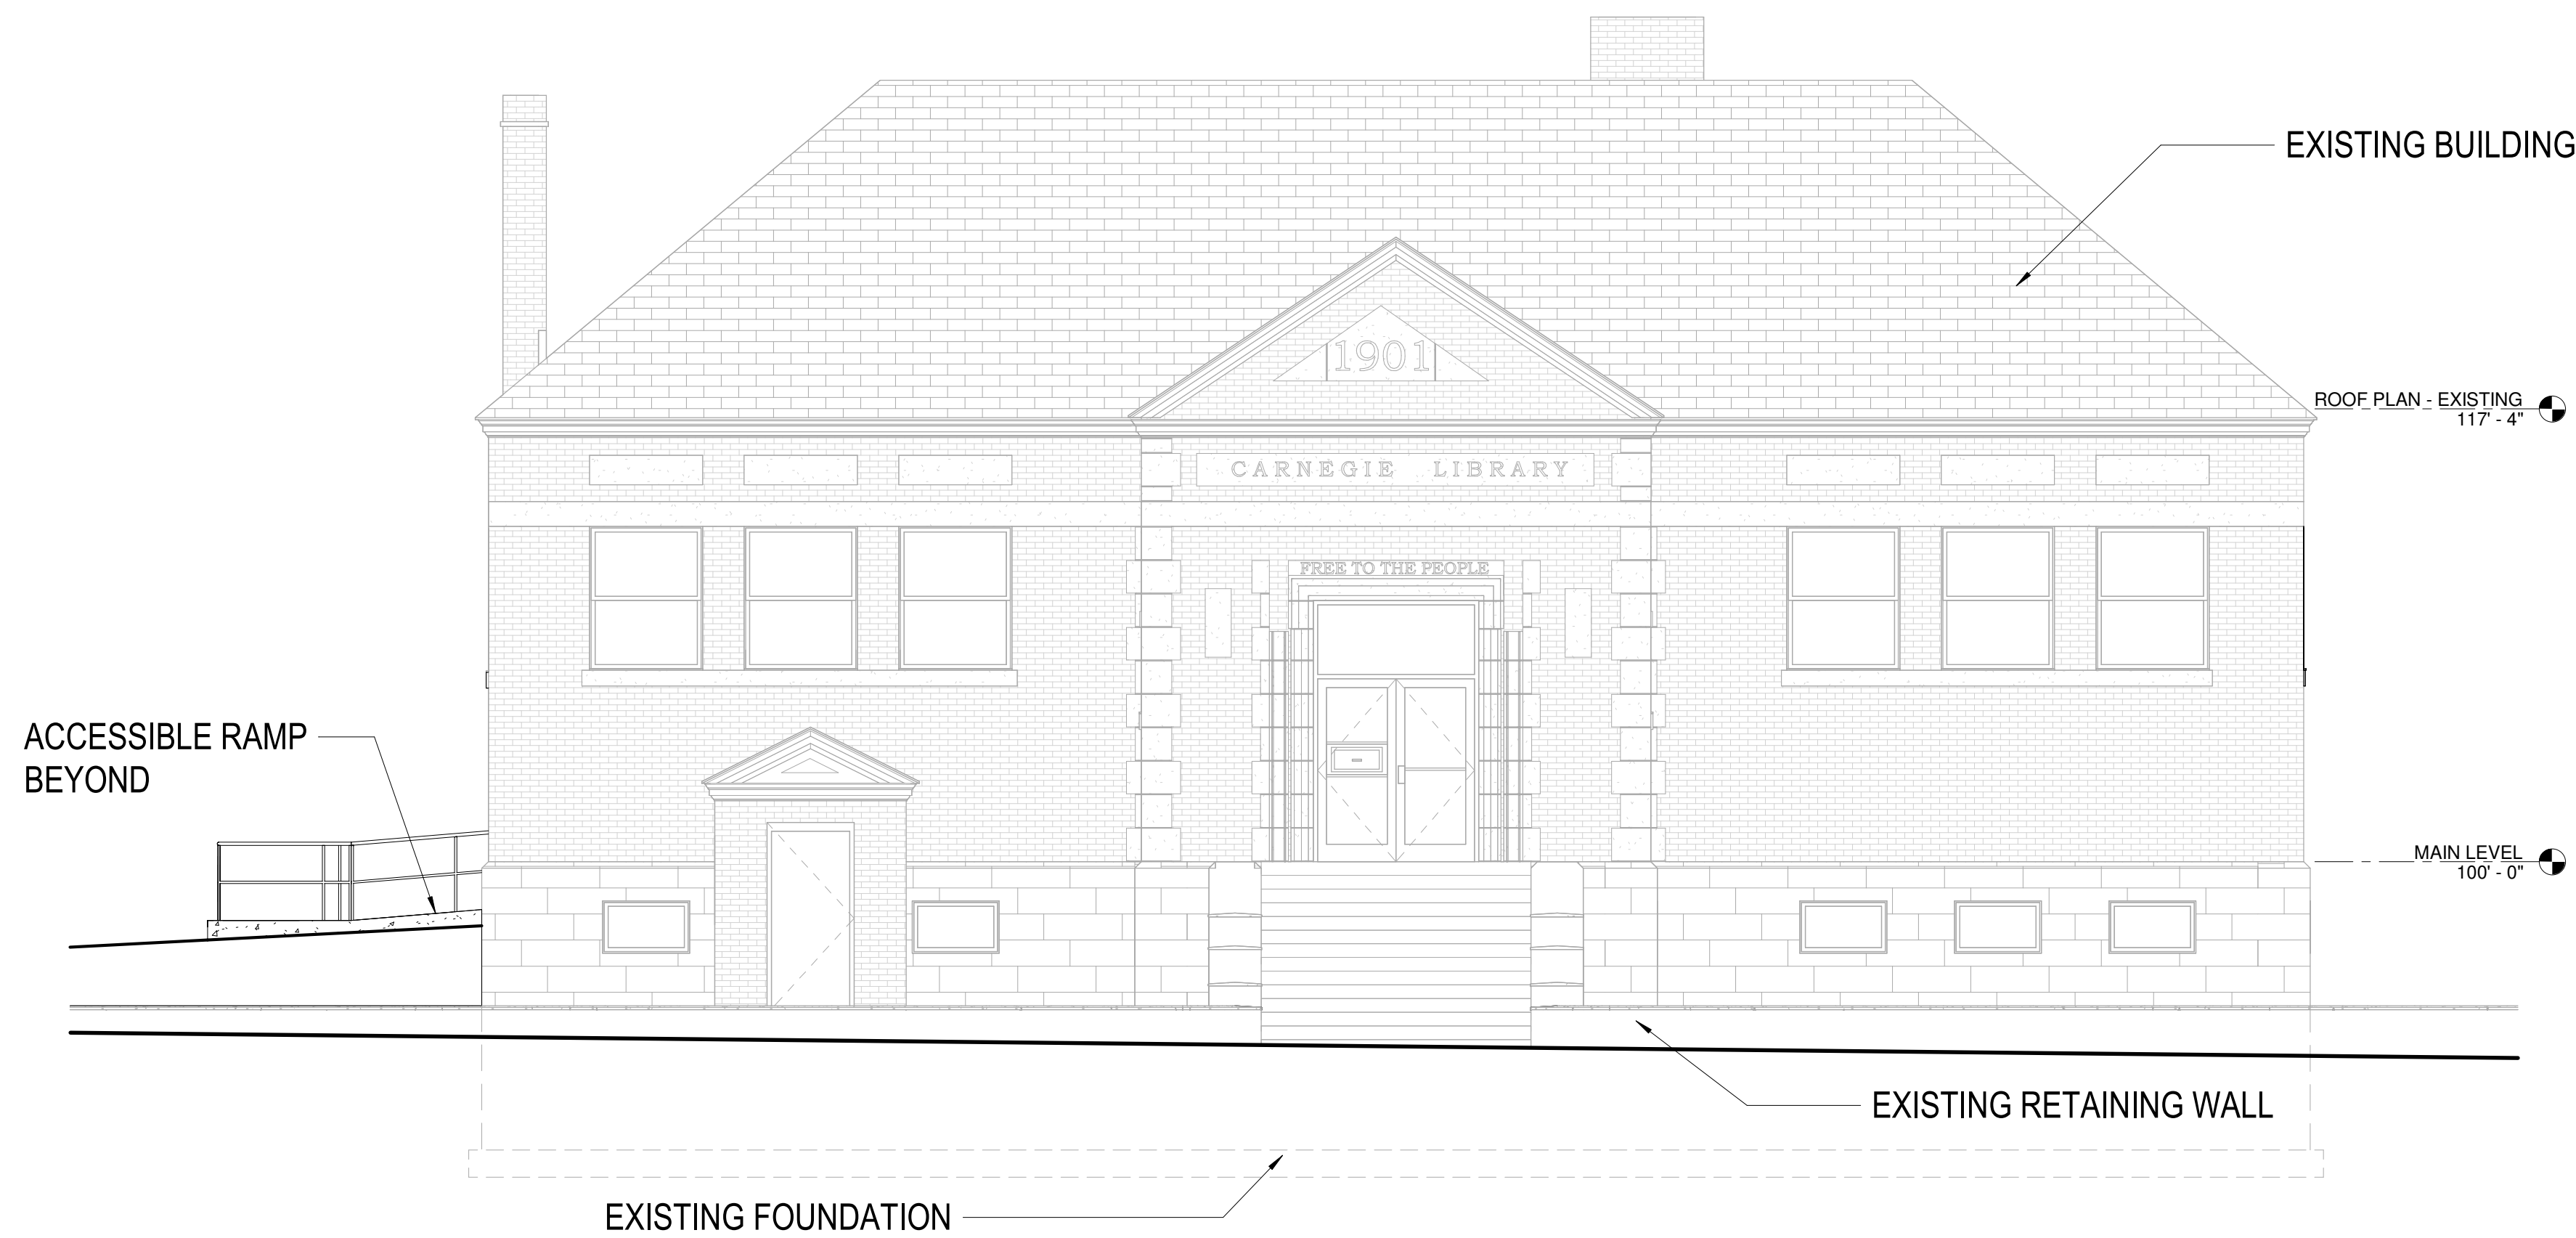 EXISTING BUILDING
1901
ROOF PLAN - EXISTING
117' - 4"
CARNEGIE LIBRARY
FREE TO THE PEOPLE
ACCESSIBLE RAMP
BEYOND
MAIN LEVEL
100' - 0"
EXISTING RETAINING WALL
EXISTING FOUNDATION